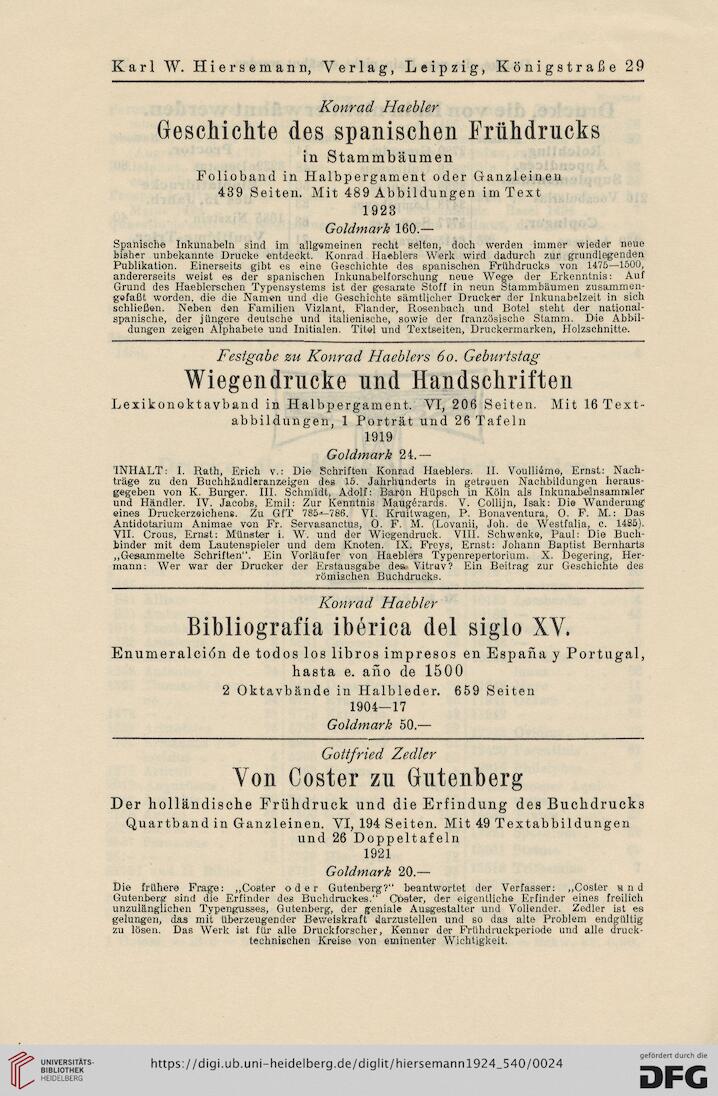 Karl W. Hiersemann, Verlag, Leipzig, Königstraße 29
Konrad Haebler
Geschichte des spanischen Frühdrucks
in Stammbäumen
Folioband in Halbpergament oder Ganzleinen
439 Seiten. Mit 489 Abbildungen im Text
1923
Goldmark 160.—
Spanische Inkunabeln sind im allgemeinen recht selten, doch werden immer wieder neue
bisher unbekannte Drucke entdeckt. Konrad Haeblers Werk wird dadurch zur grundlegenden
Publikation. Einerseits gibt es eine Geschichte des spanischen Frühdrucks von 1475—1500,
andererseits weist es der spanischen Inkunabelforschung neue Wege der Erkenntnis: Auf
Grund des Haeblerschen Typensystems ist der gesamte Stoff in neun Stammbäumen zusammen-
gefaßt worden, die die Namen und die Geschichte sämtlicher Drucker der Inkunabelzeit in sich
schließen. Neben den Familien Vizlant, Flander, Rosenbach und Botel steht der national-
spanische, der jüngere deutsche und italienische, sowie der französische Stamm. Die Abbil-
dungen zeigen Alphabete und Initialen. Titel und Textseiten, Druckermarken, Holzschnitte.
Festgabe zu Konrad Haeblers 60. Geburtstag
Wiegendrucke und Handschriften
Lexikonoktavband in Halbpergament. VI, 206 Seiten. Mit 16 Text-
abbildungen, 1 Porträt und 26 Tafeln
1919
Goldmark 24.—
INHALT: I. Rath, Erich v.: Die Schriften Konrad Haeblers. II. Voulliéme, Ernst: Nach-
träge zu den Buchhändleranzeigen des 15. Jahrhunderts in getreuen Nachbildungen heraus-
gegeben von K. Burger. III. Schmidt, Adolf: Baron Hüpsch in Köln als Inkunabelnsammler
und Händler. IV. Jacobs, Emil: Zur Kenntnis Maugérards. V. Collijn, Isak: Die Wanderung
eines Druckerzeichens. Zu GfT 785—786. VI. Kruitwagen, P. Bonaventura, O. F. M.: Das
Antidotarium Animae von Fr. Servasanctus, O. F. M. (Lovanii, Joh. de Westfalia, c. 1485).
VII. Crous, Ernst: Münster i. W. und der Wiegendruck. VIII. Schwenke, Paul: Die Buch-
binder mit dem Lautenspieler und dem Knoten. IX. Freys, Ernst: Johann Baptist Bernharts
„Gesammelte Schriften“. Ein Vorläufer von Haeblers Typenrepertorium. X. Degering, Her-
mann: Wer war der Drucker der Erstausgabe des Vitruv? Ein Beitrag zur Geschichte des
römischen Buchdrucks.
Konrad Haebler
Bibliografia ibérica del siglo XV.
Enumeralción de todos los libros impresos en España y Portugal,
hasta e. año de 1500
2 Oktavbände in Halbleder. 659 Seiten
1904—17
Goldmark 50.—
Gottfried Zedler
Von Coster zu Gutenberg
Der holländische Frühdruck und die Erfindung des Buchdrucks
Quartband in Ganzleinen. VI, 194 Seiten. Mit 49 Textabbildungen
und 26 Doppeltafeln
1921
Goldmark 20.—
Die frühere Frage: „Coster oder Gutenberg?“ beantwortet der Verfasser: „Coster und
Gutenberg sind die Erfinder des Buchdruckes.“ Coster, der eigentliche Erfinder eines freilich
unzulänglichen Typengusses, Gutenberg, der geniale Ausgestalter und Vollender. Zedler ist es
gelungen, das mit überzeugender Beweiskraft darzustellen und so das alte Problem endgültig
zu lösen. Das Werk ist für alle Druckforscher, Kenner der Frühdruckperiode und alle druck-
technischen Kreise von eminenter Wichtigkeit.
UNIVERSITÄTS-
BIBLIOTHEK
HEIDELBERG
https://digi.ub.uni-heidelberg.de/diglit/hiersemann1924_540/0024
gefördert durch die
DFG